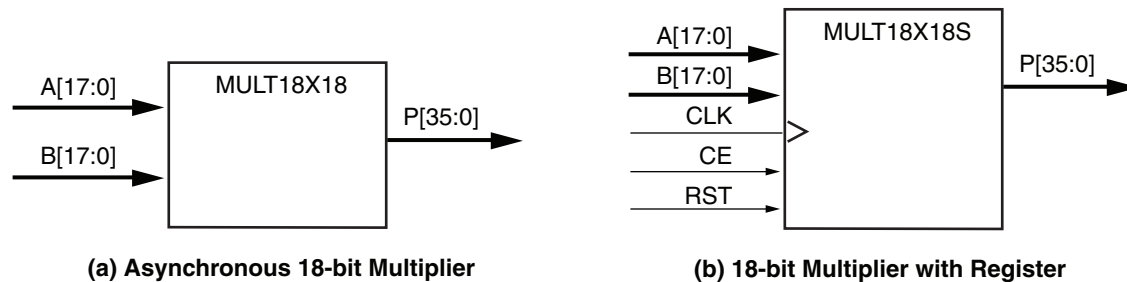 A[17:0]
B[17:0]
MULT18X18
P[35:0]
(a) Asynchronous 18-bit Multiplier
A[17:0]
B[17:0]
CLK
CE
RST
MULT18X18S
P[35:0]
(b) 18-bit Multiplier with Register